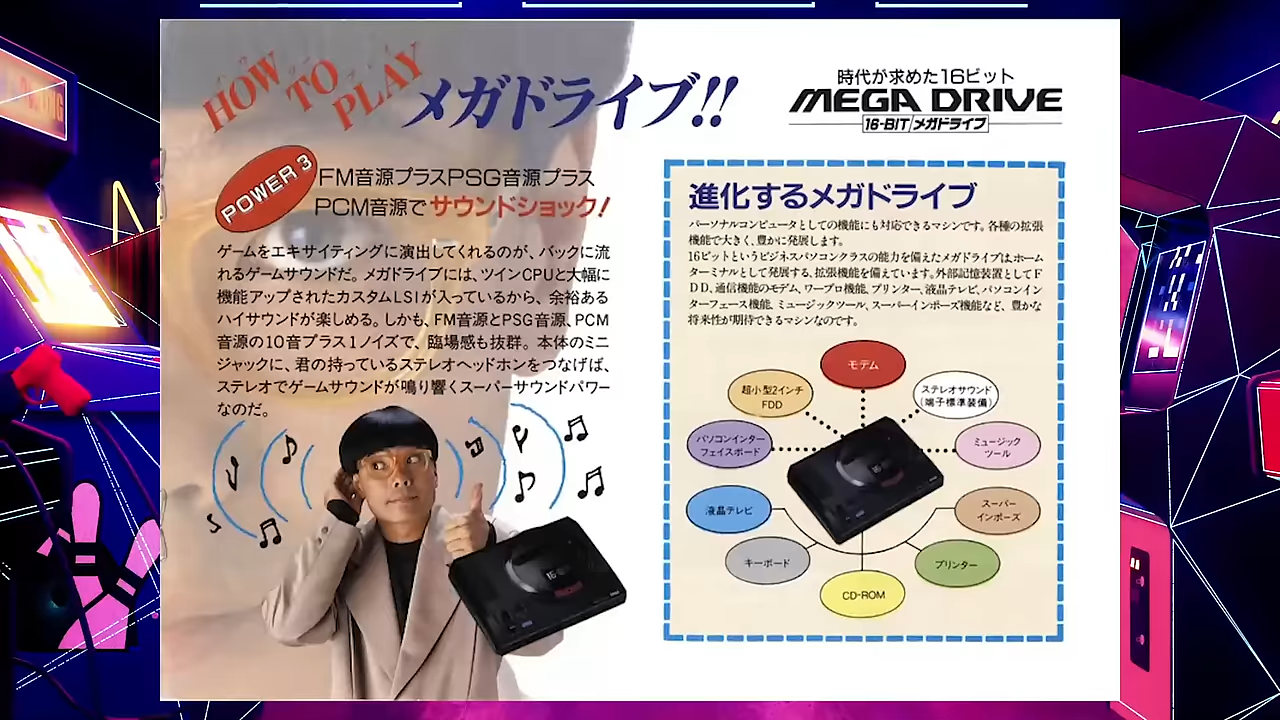 HOW TO PLAY
メガドライブ!!
時代が求めた16ビット
MEGA DRIVE
16-BIT/メガドライブ
POWER 3
FM音源プラスPSG音源プラス
PCM音源でサウンドショック!
ゲームをエキサイティングに演出してくれるのが、バックに流
れるゲームサウンドだ。メガドライブには、ツインCPUと大幅に
機能アップされたカスタムLSIが入っているから、余裕ある
ハイサウンドが楽しめる。しかも、FM音源とPSG音源、PCM
音源の10音プラス1ノイズで、臨場感も抜群。本体のミニ
ジャックに、君の持っているステレオヘッドホンをつなげば、
ステレオでゲームサウンドが鳴り響くスーパーサウンドパワー
なのだ。
進化するメガドライブ
パーソナルコンピュータとしての機能にも対応できるマシンです。各種の拡張
機能で大きく、豊かに発展します。
16ビットというビジネスパソコンクラスの能力を備えたメガドライブは、ホーム
ターミナルとして発展する、拡張機能を備えています。外部記憶装置としてF
DD、通信機能のモデム、ワープロ機能、プリンター、液晶テレビ、パソコンイン
ターフェース機能、ミュージックツール、スーパーインポーズ機能など、豊かな
将来性が期待できるマシンなのです。
モデム
超小型2インチ
FDD
ステレオサウンド
(端子標準装備)
パソコンインター
フェイスボード
ミュージック
ツール
液晶テレビ
スーパー
インポーズ
キーボード
プリンター
CD-ROM